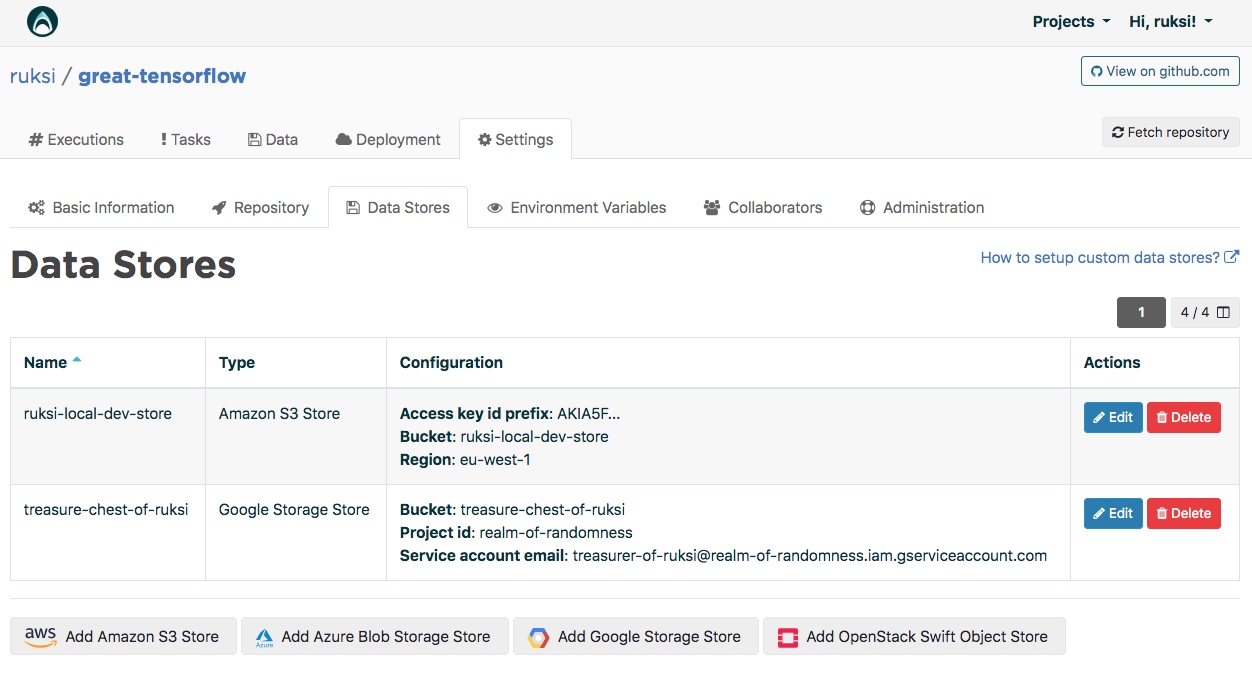 Projects Hi, ruksi!
ruksi / great-tensorflow
View on github.com
Executions Tasks Data Deployment Settings
Fetch repository
Basic Information Repository Data Stores Environment Variables Collaborators Administration
Data Stores
How to setup custom data stores?
1 4 / 4
Name Type Configuration Actions
ruksi-local-dev-store Amazon S3 Store Access key id prefix: AKIA5F... Edit Delete
Bucket: ruksi-local-dev-store
Region: eu-west-1
treasure-chest-of-ruksi Google Storage Store Bucket: treasure-chest-of-ruksi Edit Delete
Project id: realm-of-randomness
Service account email: treasurer-of-ruksi@realm-of-randomness.iam.gserviceaccount.com
aws Add Amazon S3 Store Azure Add Azure Blob Storage Store Add Google Storage Store Add OpenStack Swift Object Store